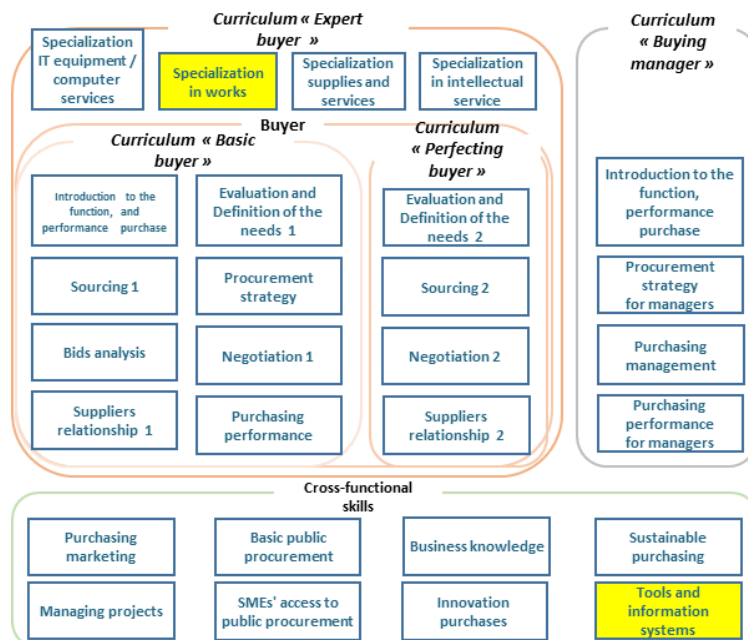 Curriculum « Expert
buyer »
Specialization
IT equipment /
computer
services
Specialization
in works
Specialization
supplies and
services
Specialization
in intellectual
service
Curriculum
« Buying
manager »
Buyer
Curriculum « Basic
buyer »
Curriculum
« Perfecting
buyer »
Introduction to the
function, and
performance purchase
Evaluation and
Definition of the
needs 1
Evaluation and
Definition of the
needs 2
Introduction to the
function,
performance
purchase
Sourcing 1
Procurement
strategy
Sourcing 2
Procurement
strategy
for managers
Bids analysis
Negotiation 1
Negotiation 2
Purchasing
management
Suppliers
relationship 1
Purchasing
performance
Suppliers
relationship 2
Purchasing
performance
for managers
Cross-functional
skills
Purchasing
marketing
Basic public
procurement
Business knowledge
Sustainable
purchasing
Managing projects
SMEs' access to
public procurement
Innovation
purchases
Tools and
information
systems